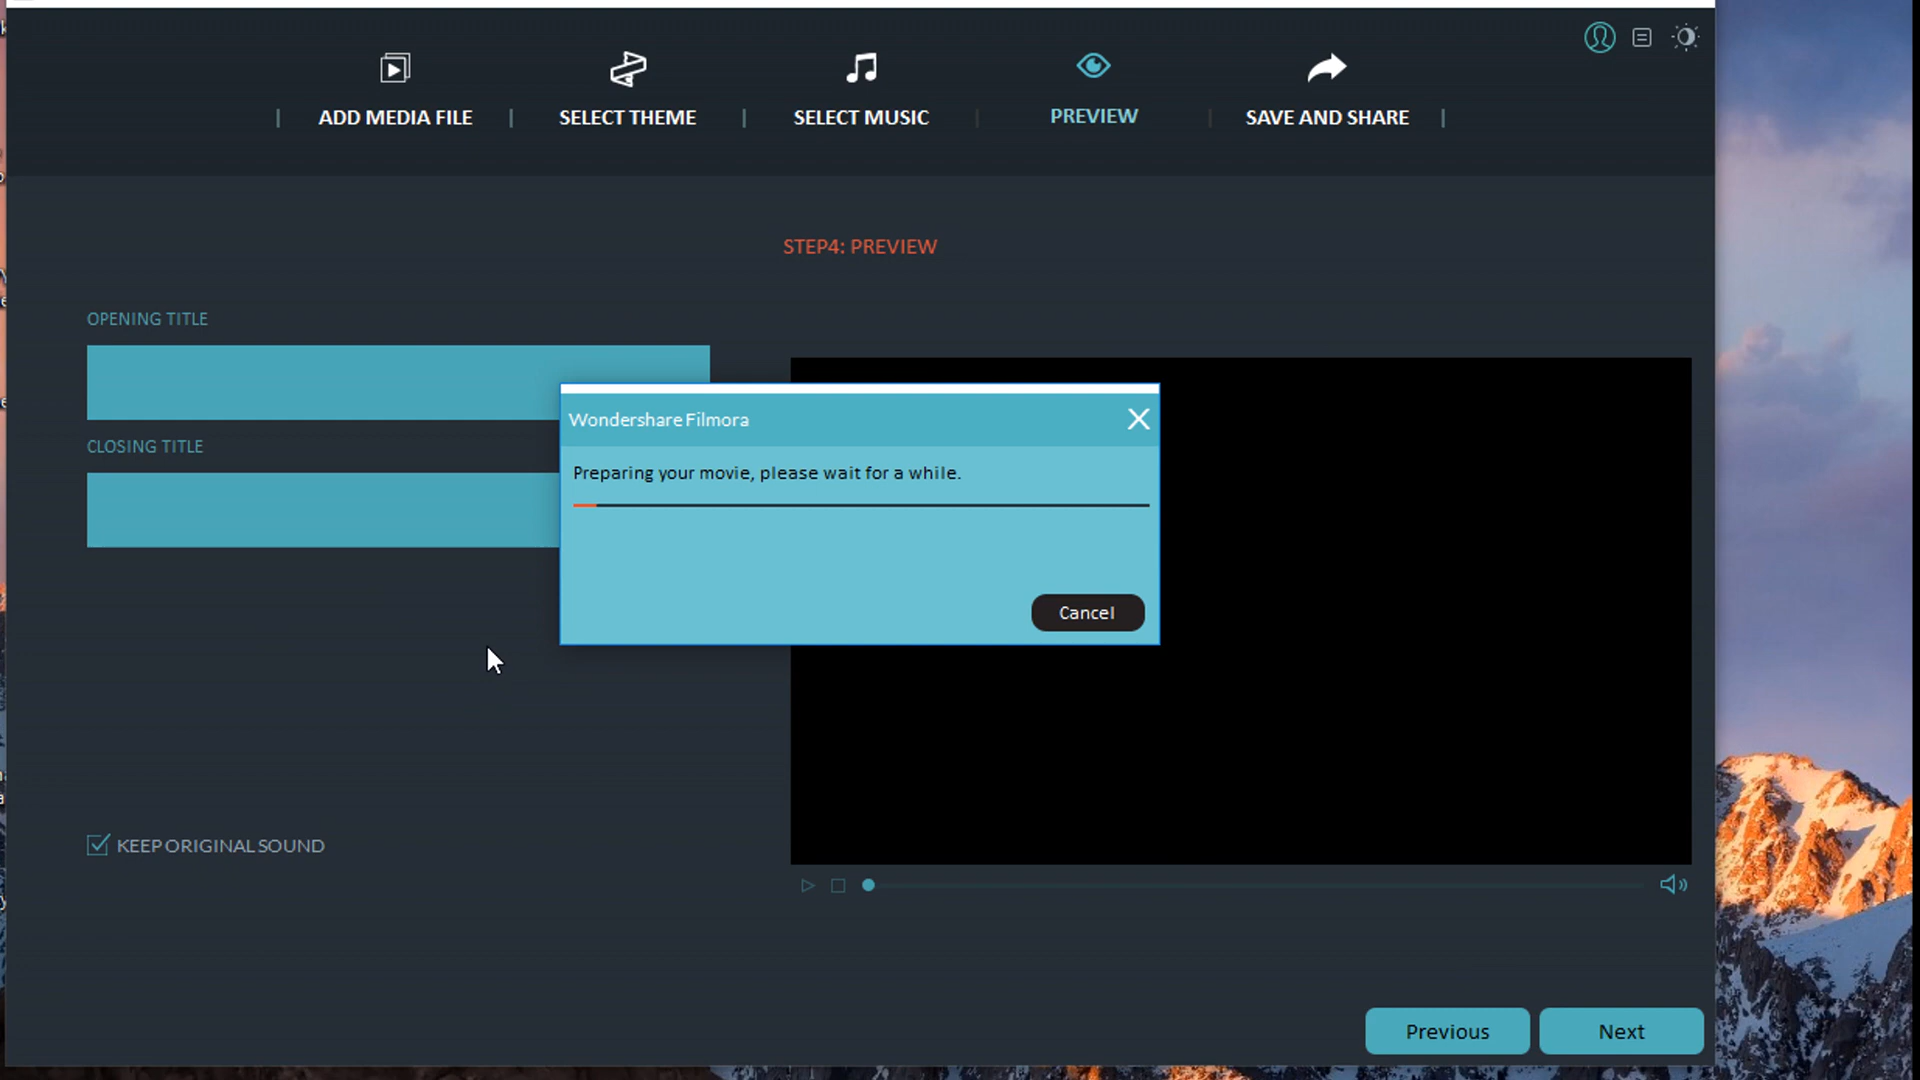 ADD MEDIA FILE
SELECT THEME
SELECT MUSIC
PREVIEW
SAVE AND SHARE
STEP4: PREVIEW
OPENING TITLE
CLOSING TITLE
Wondershare Filmora
Preparing your movie, please wait for a while.
Cancel
KEEP ORIGINAL SOUND
Previous
Next